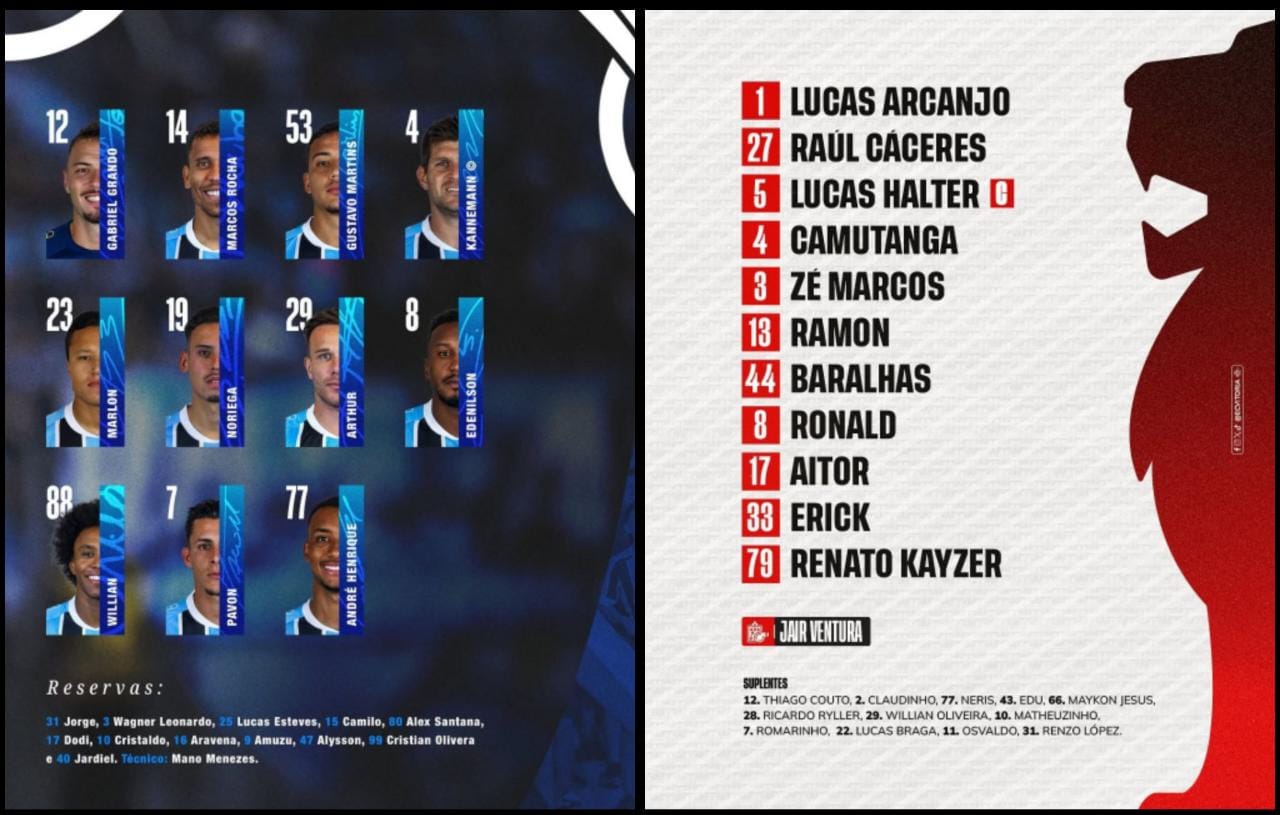 12
GABRIEL GRANDO
14
MARCOS ROCHA
53
GUSTAVO MARTINS
4
KANNEMANN ©
23
MARLON
19
NORIEGA
29
ARTHUR
8
EDENILSON
88
WILLIAN
7
PAVON
77
ANDRÉ HENRIQUE
Reservas:
31 Jorge, 3 Wagner Leonardo, 25 Lucas Esteves, 15 Camilo, 80 Alex Santana,
17 Dodi, 10 Cristaldo, 16 Aravena, 9 Amuzu, 47 Alysson, 99 Cristian Olivera
e 40 Jardiel. Técnico: Mano Menezes.
1 LUCAS ARCANJO
27 RAÚL CÁCERES
5 LUCAS HALTER C
4 CAMUTANGA
3 ZÉ MARCOS
13 RAMON
44 BARALHAS
8 RONALD
17 AITOR
33 ERICK
79 RENATO KAYZER
JAIR VENTURA
SUPLENTES
12. THIAGO COUTO, 2. CLAUDINHO, 77. NERIS, 43. EDU, 66. MAYKON JESUS,
28. RICARDO RYLLER, 29. WILLIAN OLIVEIRA, 10. MATHEUZINHO,
7. ROMARINHO, 22. LUCAS BRAGA, 11. OSVALDO, 31. RENZO LÓPEZ.
@ECVITORIA